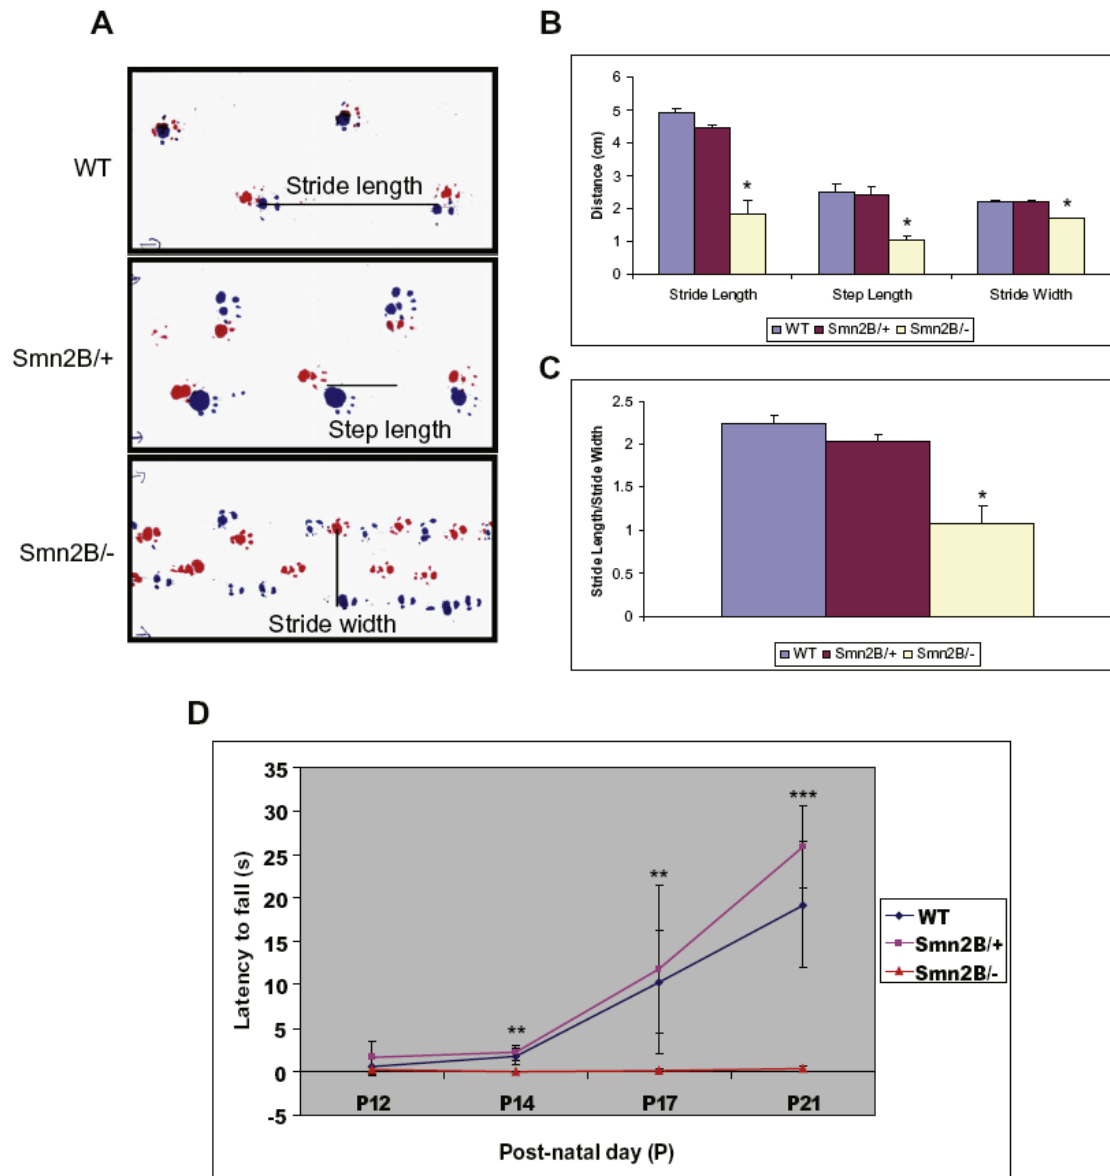 A
WT
Stride length
Smn2B/+
Step length
Smn2B/-
Stride width
B
6
5
4
3
2
1
0
Distance (cm)
*
*
*
Stride Length Step Length Stride Width
WT Smn2B/+ Smn2B/-
C
2.5
2
1.5
1
0.5
0
Stride Length/Stride Width
*
WT Smn2B/+ Smn2B/-
D
35
30
25
20
15
10
5
0
-5
Latency to fall (s)
**
**
***
P12 P14 P17 P21
Post-natal day (P)
WT
Smn2B/+
Smn2B/-